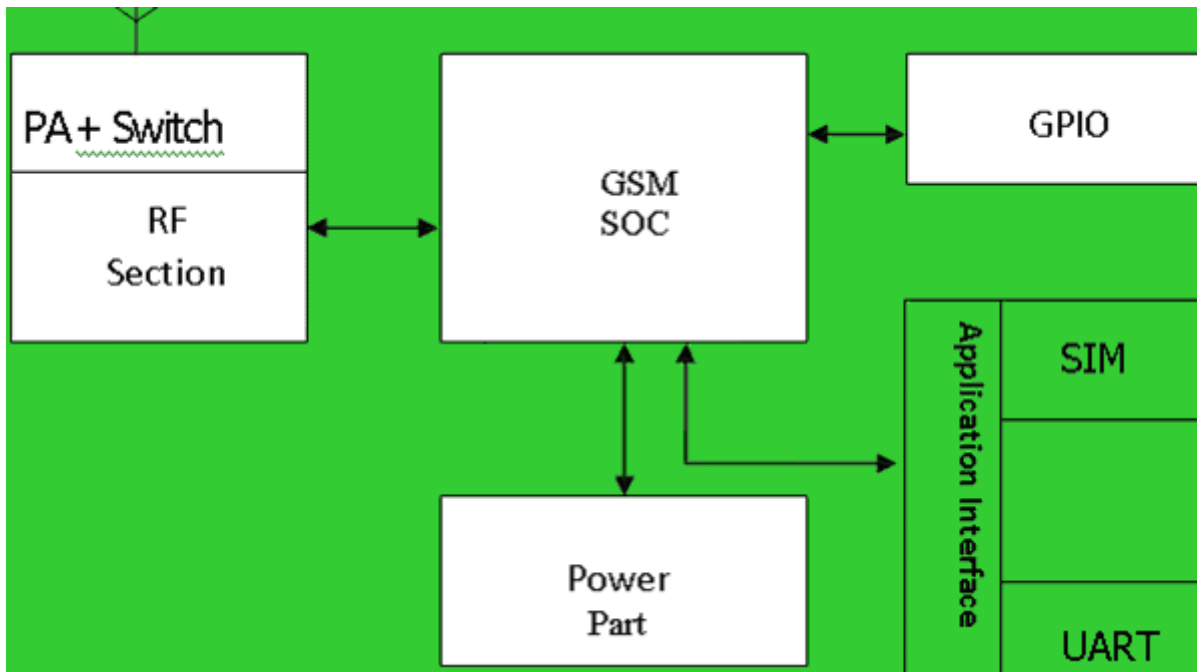 PA+ Switch
RF
Section
GSM
SOC
GPIO
Power
Part
Application Interface
SIM
UART